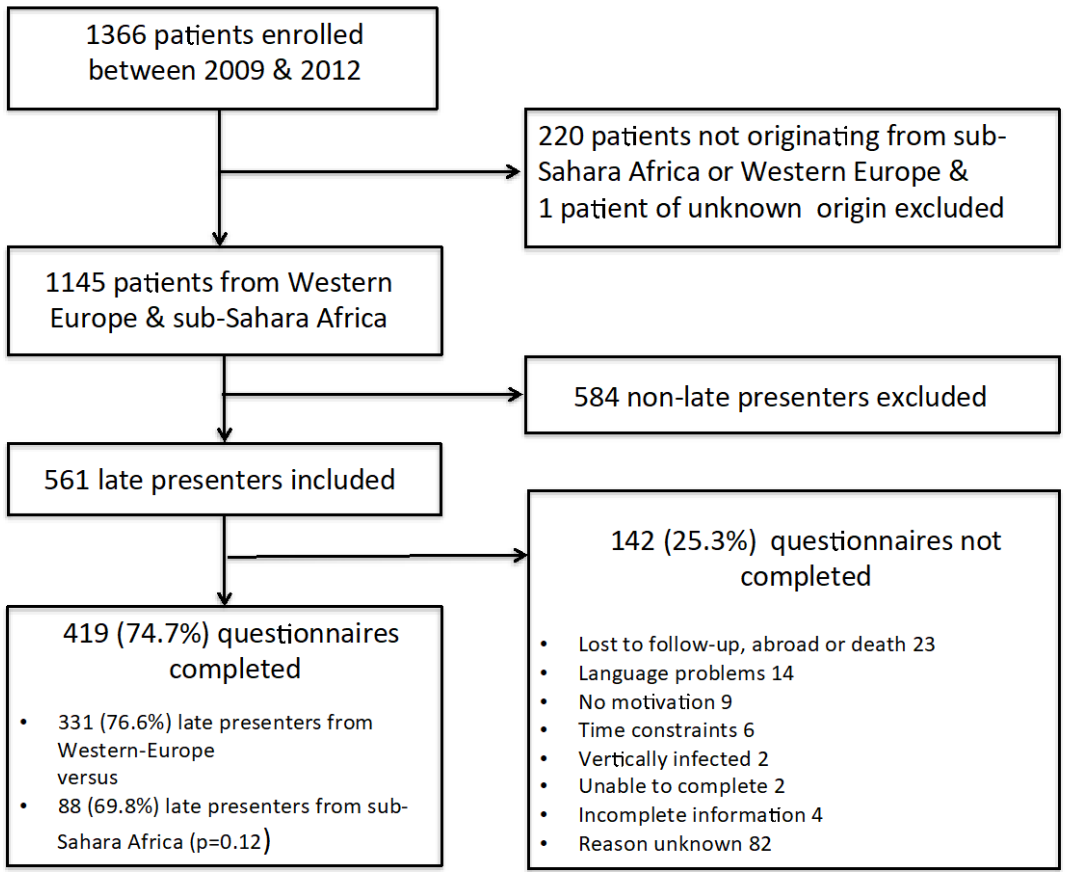 1366 patients enrolled
between 2009 & 2012
220 patients not originating from sub-
Sahara Africa or Western Europe &
1 patient of unknown origin excluded
1145 patients from Western
Europe & sub-Sahara Africa
584 non-late presenters excluded
561 late presenters included
142 (25.3%) questionnaires not
completed
• Lost to follow-up, abroad or death 23
• Language problems 14
• No motivation 9
• Time constraints 6
• Vertically infected 2
• Unable to complete 2
• Incomplete information 4
• Reason unknown 82
419 (74.7%) questionnaires
completed
• 331 (76.6%) late presenters from
Western-Europe
versus
• 88 (69.8%) late presenters from sub-
Sahara Africa (p=0.12)